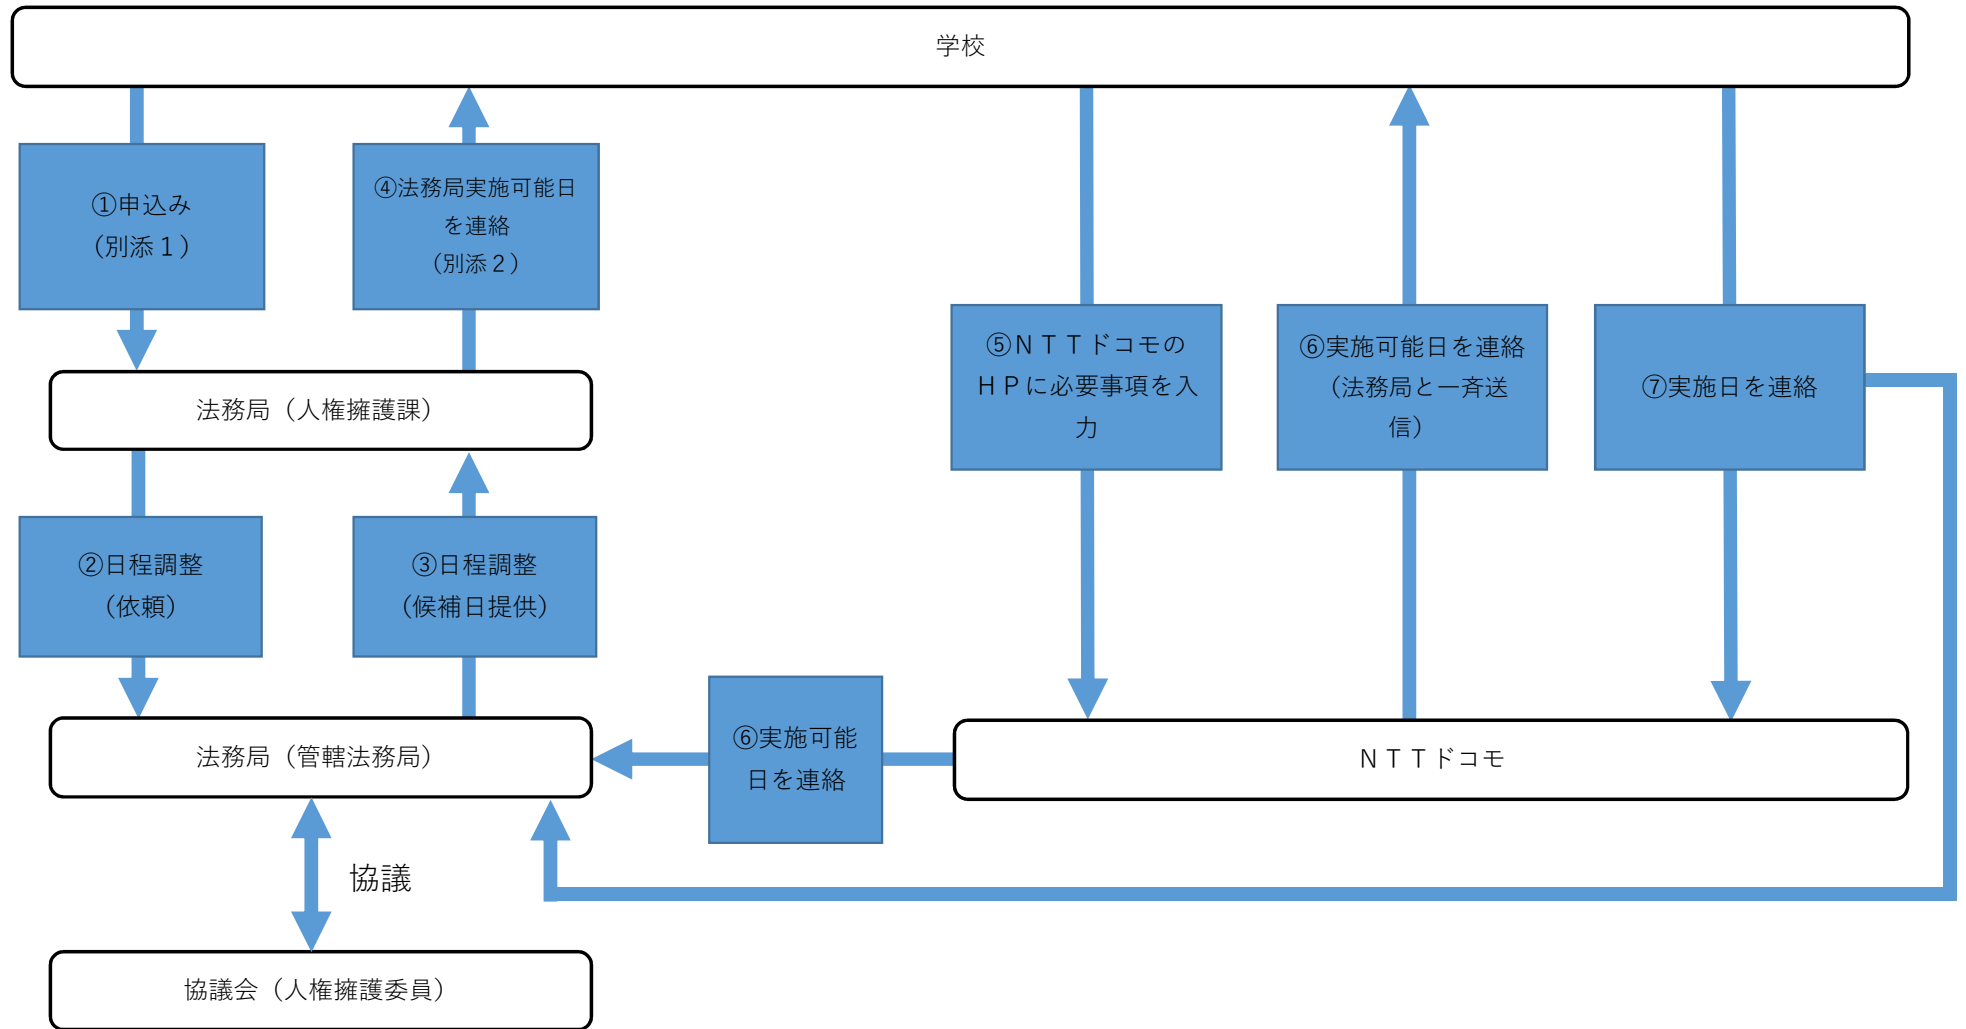 学校
①申込み
(別添１)
④法務局実施可能日
を連絡
(別添２)
法務局（人権擁護課）
②日程調整
（依頼）
③日程調整
（候補日提供）
⑤ＮＴＴドコモの
ＨＰに必要事項を入
力
⑥実施可能日を連絡
（法務局と一斉送
信）
⑦実施日を連絡
法務局（管轄法務局）
⑥実施可能
日を連絡
ＮＴＴドコモ
協議
協議会（人権擁護委員）